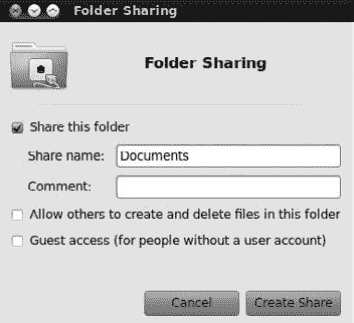 Folder Sharing
Folder Sharing
Share this folder
Share name: Documents
Comment:
Allow others to create and delete files in this folder
Guest access (for people without a user account)
Cancel Create Share